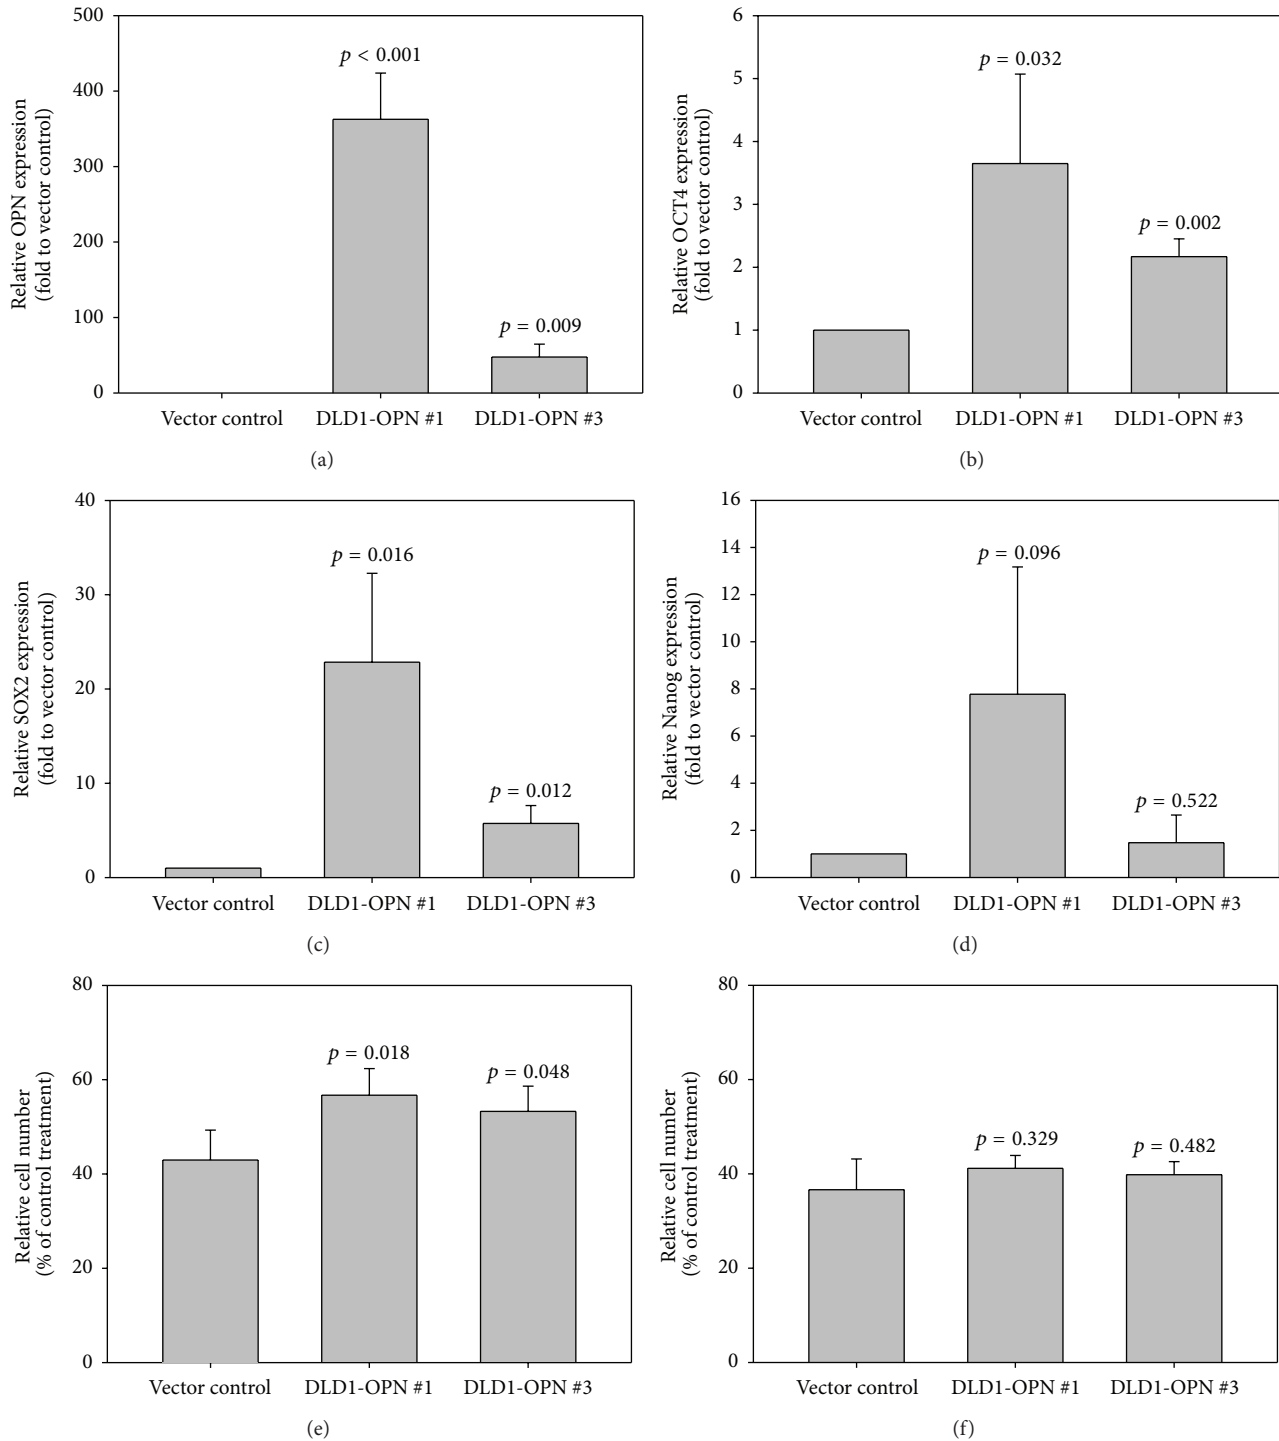 500
400
300
200
100
0
Relative OPN expression
(fold to vector control)
p < 0.001
p = 0.009
Vector control
DLD1-OPN #1
DLD1-OPN #3
(a)
6
5
4
3
2
1
0
Relative OCT4 expression
(fold to vector control)
p = 0.032
p = 0.002
Vector control
DLD1-OPN #1
DLD1-OPN #3
(b)
40
30
20
10
0
Relative SOX2 expression
(fold to vector control)
p = 0.016
p = 0.012
Vector control
DLD1-OPN #1
DLD1-OPN #3
(c)
16
14
12
10
8
6
4
2
0
Relative Nanog expression
(fold to vector control)
p = 0.096
p = 0.522
Vector control
DLD1-OPN #1
DLD1-OPN #3
(d)
80
60
40
20
0
Relative cell number
(% of control treatment)
p = 0.018
p = 0.048
Vector control
DLD1-OPN #1
DLD1-OPN #3
(e)
80
60
40
20
0
Relative cell number
(% of control treatment)
p = 0.329
p = 0.482
Vector control
DLD1-OPN #1
DLD1-OPN #3
(f)